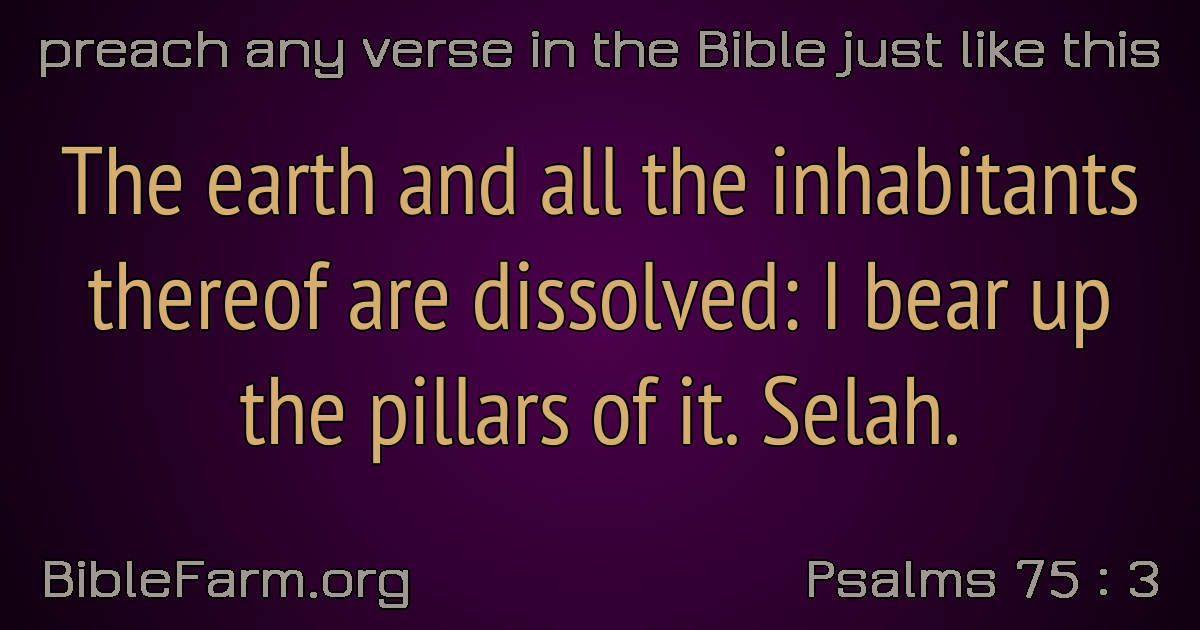 preach any verse in the Bible just like this
The earth and all the inhabitants
thereof are dissolved: I bear up
the pillars of it. Selah.
BibleFarm.org
Psalms 75 : 3